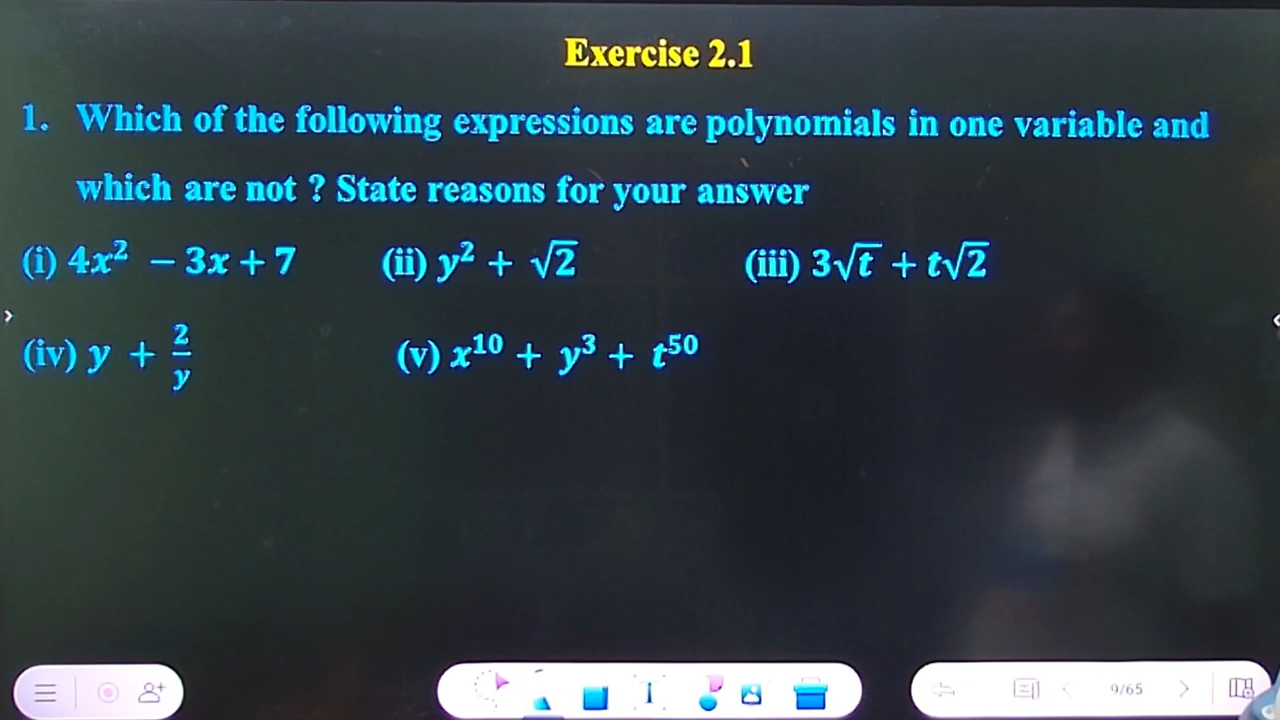 Exercise 2.1
1. Which of the following expressions are polynomials in one variable and
which are not ? State reasons for your answer
(i) 4x² − 3x + 7 (ii) y² + √2 (iii) 3√t + t√2
(iv) y + 2/y (v) x¹⁰ + y³ + t⁵⁰
9/65